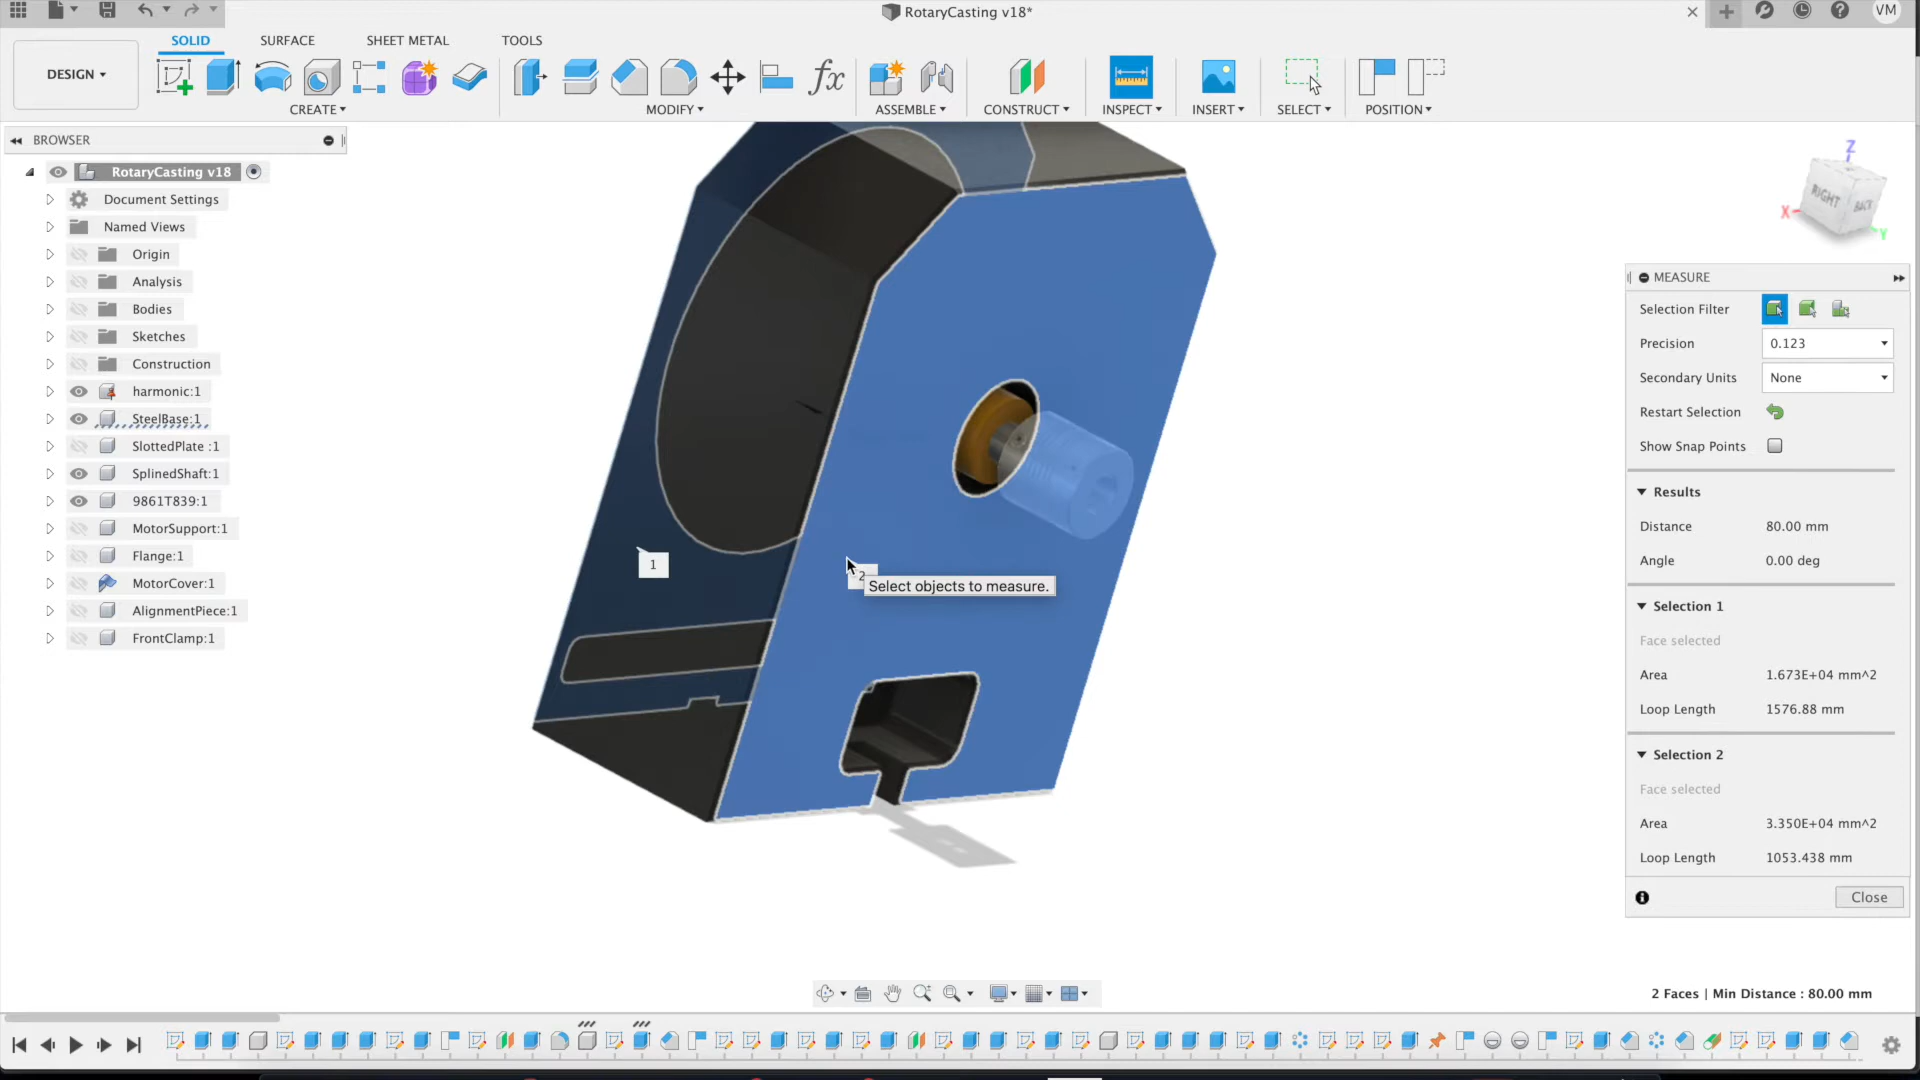 RotaryCasting v18*
VM
DESIGN
SOLID
SURFACE
SHEET METAL
TOOLS
fx
CREATE
MODIFY
ASSEMBLE
CONSTRUCT
INSPECT
INSERT
SELECT
POSITION
BROWSER
RotaryCasting v18
Document Settings
Named Views
Origin
Analysis
Bodies
Sketches
Construction
harmonic:1
SteelBase:1
SlottedPlate :1
SplinedShaft:1
9861T839:1
MotorSupport:1
Flange:1
MotorCover:1
AlignmentPiece:1
FrontClamp:1
1
2
Select objects to measure.
Z
RIGHT
BACK
X
Y
MEASURE
Selection Filter
Precision 0.123
Secondary Units None
Restart Selection
Show Snap Points
Results
Distance 80.00 mm
Angle 0.00 deg
Selection 1
Face selected
Area 1.673E+04 mm^2
Loop Length 1576.88 mm
Selection 2
Face selected
Area 3.350E+04 mm^2
Loop Length 1053.438 mm
Close
2 Faces | Min Distance : 80.00 mm